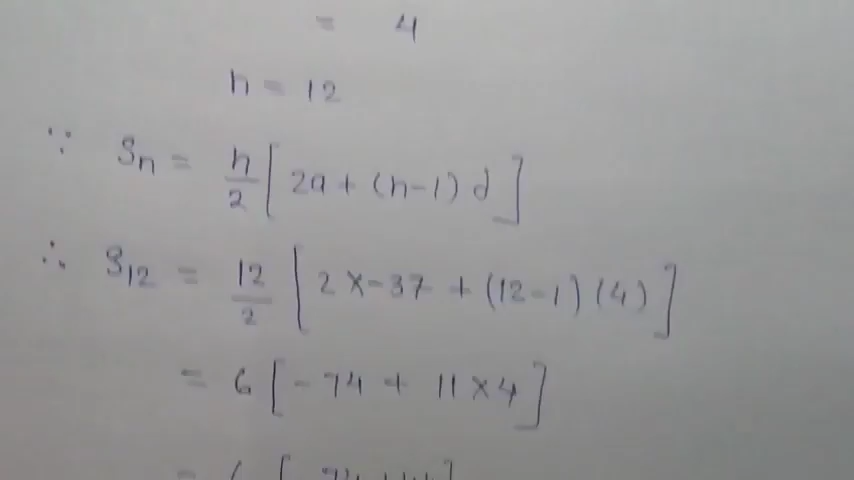 = 4
n = 12
∵ Sn = n/2 [ 2a + (n-1) d ]
∴ S12 = 12/2 [ 2 x -37 + (12-1) (4) ]
= 6 [ - 74 + 11 x 4 ]